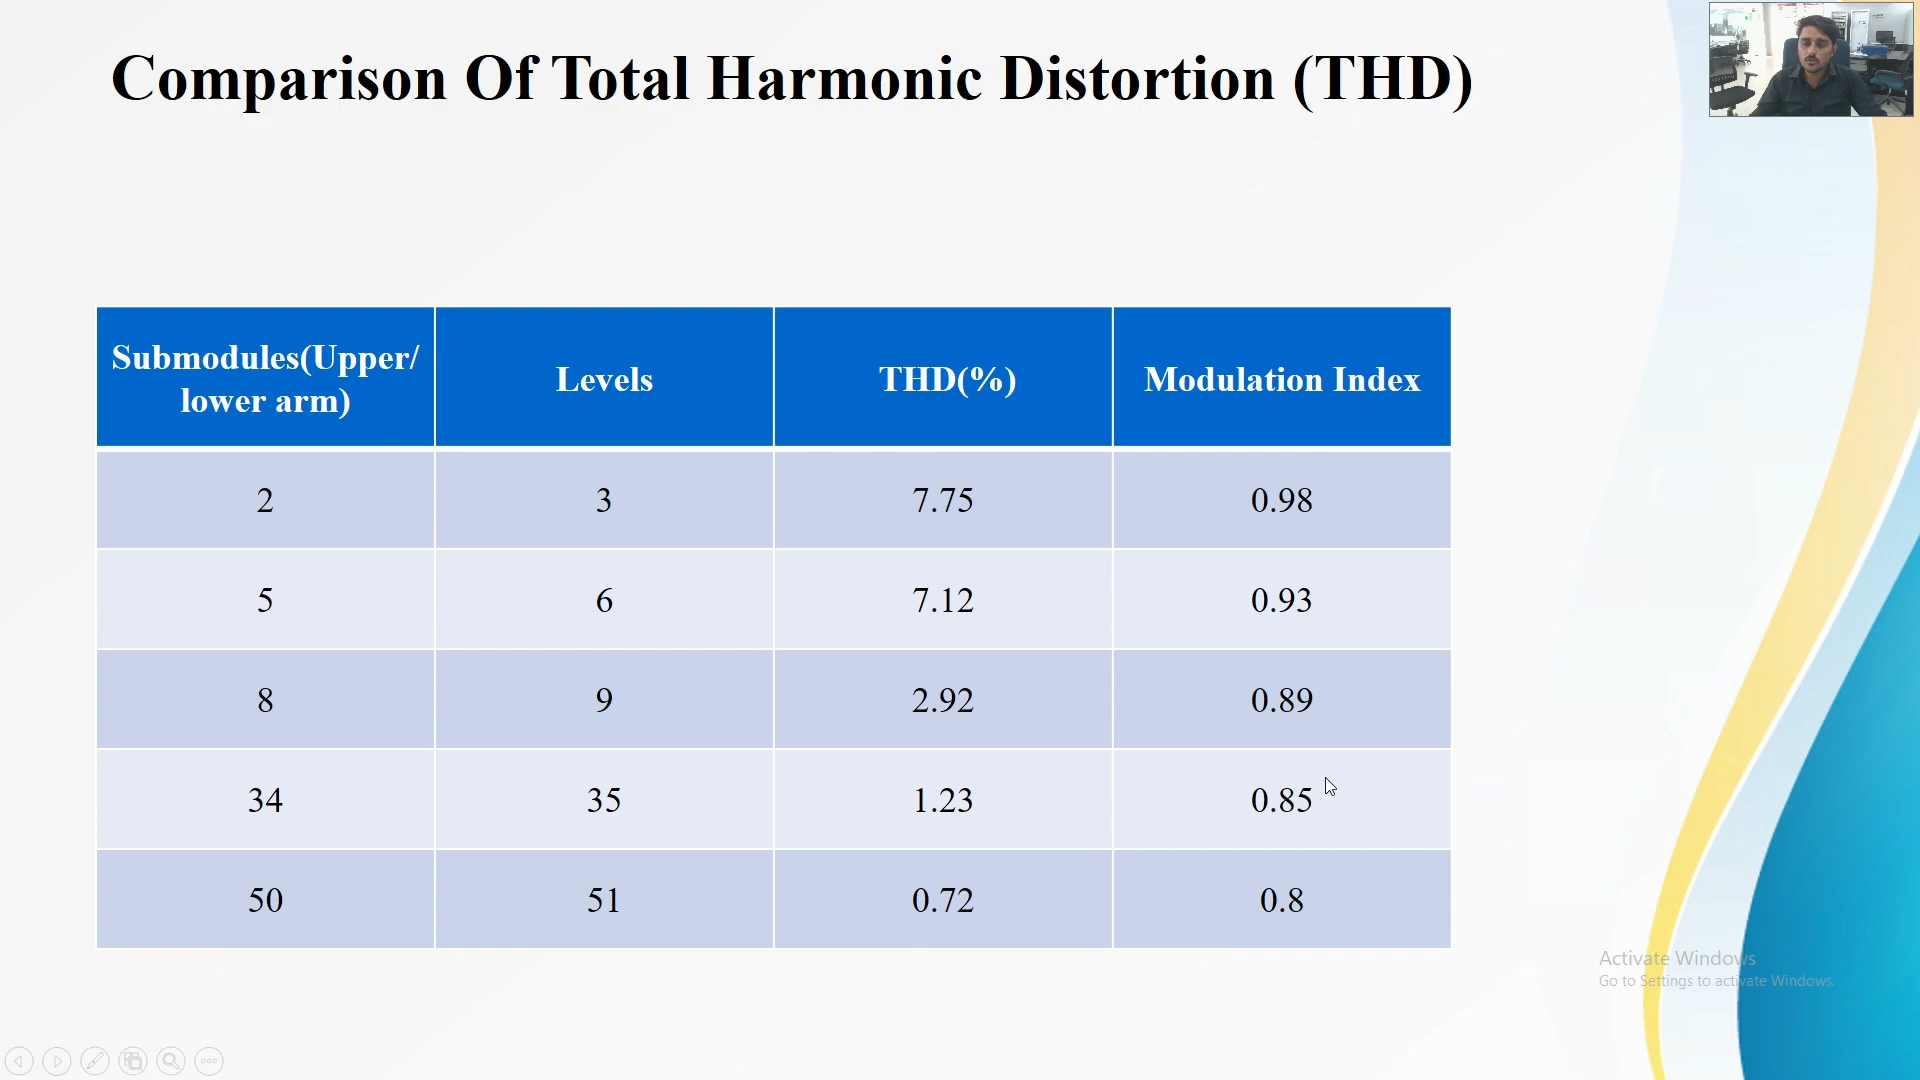 Comparison Of Total Harmonic Distortion (THD)
Submodules(Upper/
lower arm)
Levels
THD(%)
Modulation Index
2
3
7.75
0.98
5
6
7.12
0.93
8
9
2.92
0.89
34
35
1.23
0.85
50
51
0.72
0.8
Activate Windows
Go to Settings to activate Windows.